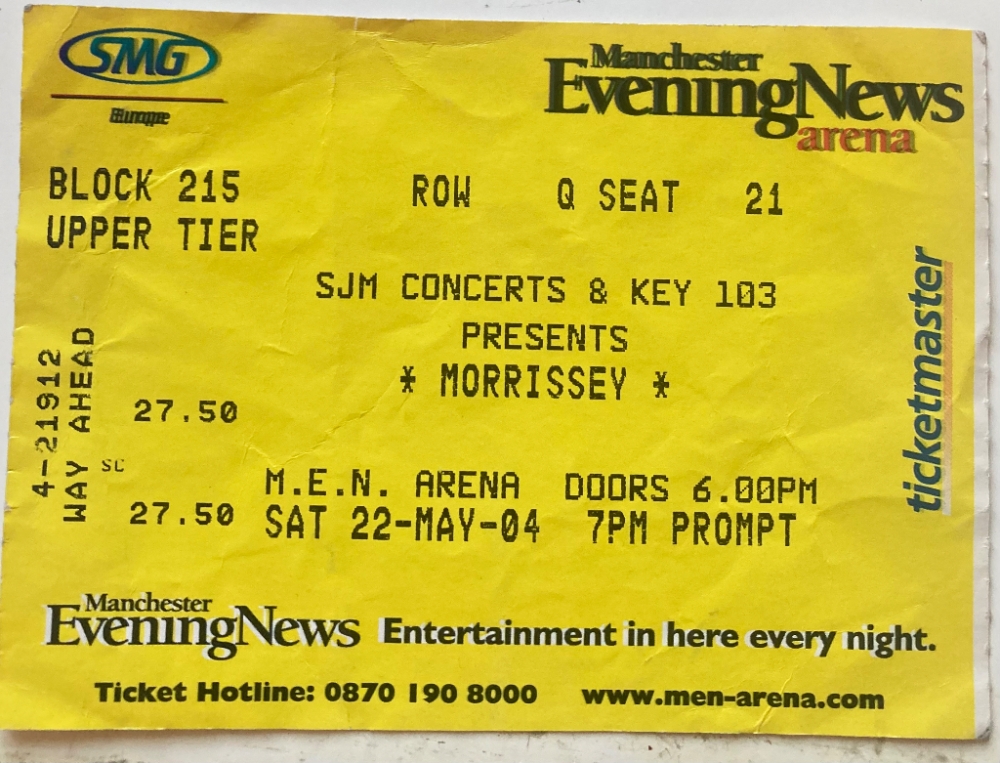 SMG
Europe
Manchester
EveningNews
arena
BLOCK 215 ROW Q SEAT 21
UPPER TIER
SJM CONCERTS & KEY 103
PRESENTS
* MORRISSEY *
4-21912
WAY AHEAD
27.50
SC
27.50
M.E.N. ARENA DOORS 6.00PM
SAT 22-MAY-04 7PM PROMPT
ticketmaster
Manchester
EveningNews Entertainment in here every night.
Ticket Hotline: 0870 190 8000 www.men-arena.com